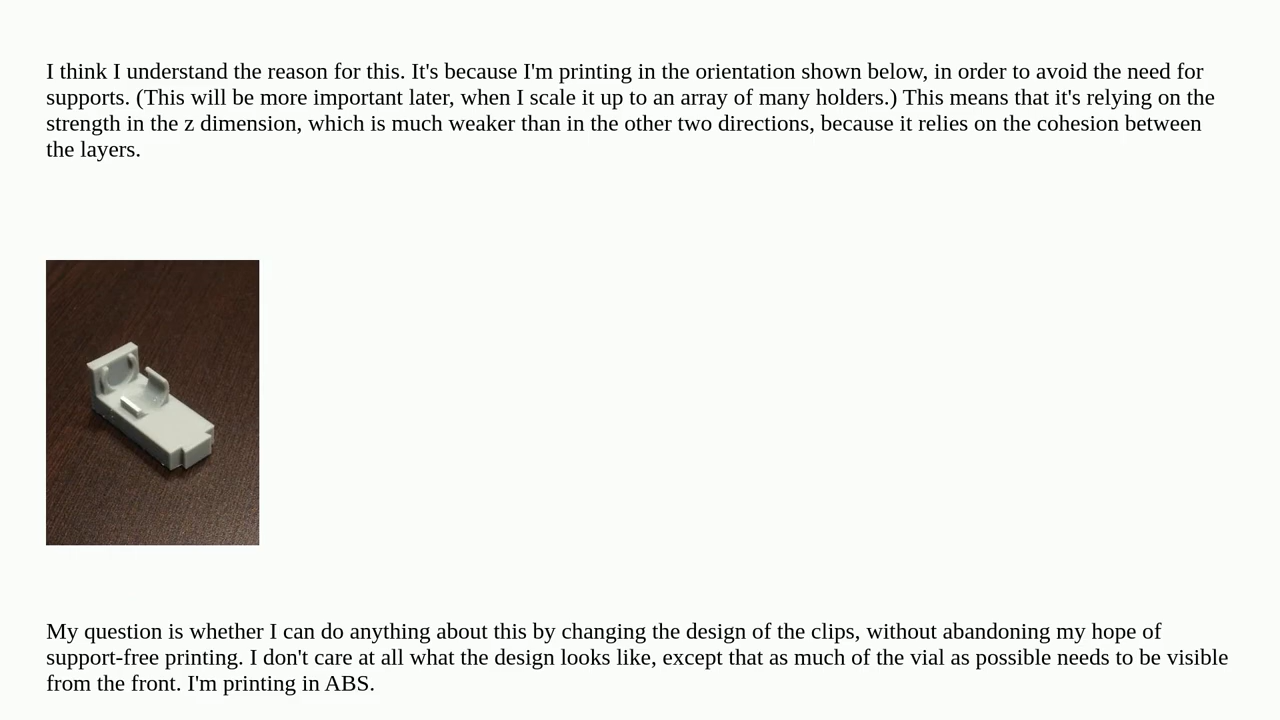 I think I understand the reason for this. It's because I'm printing in the orientation shown below, in order to avoid the need for
supports. (This will be more important later, when I scale it up to an array of many holders.) This means that it's relying on the
strength in the z dimension, which is much weaker than in the other two directions, because it relies on the cohesion between
the layers.
My question is whether I can do anything about this by changing the design of the clips, without abandoning my hope of
support-free printing. I don't care at all what the design looks like, except that as much of the vial as possible needs to be visible
from the front. I'm printing in ABS.